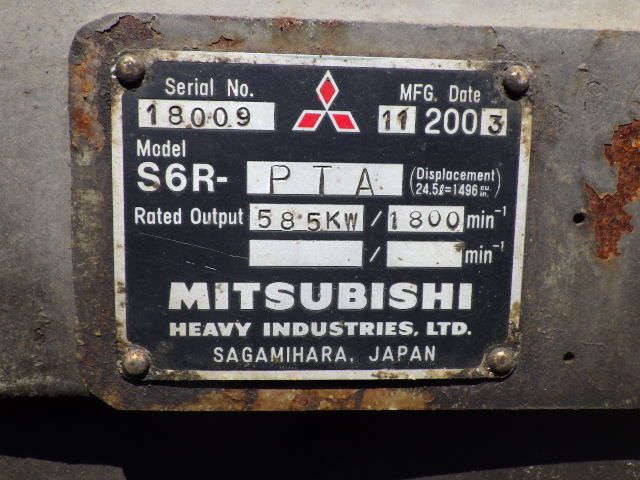 Serial No. MFG. Date
18009 11 2003
Model
S6R- PTA (Displacement 24.5ℓ=1496 cu. in.)
Rated Output 585KW / 1800 min⁻¹
/ min⁻¹
MITSUBISHI
HEAVY INDUSTRIES, LTD.
SAGAMIHARA, JAPAN